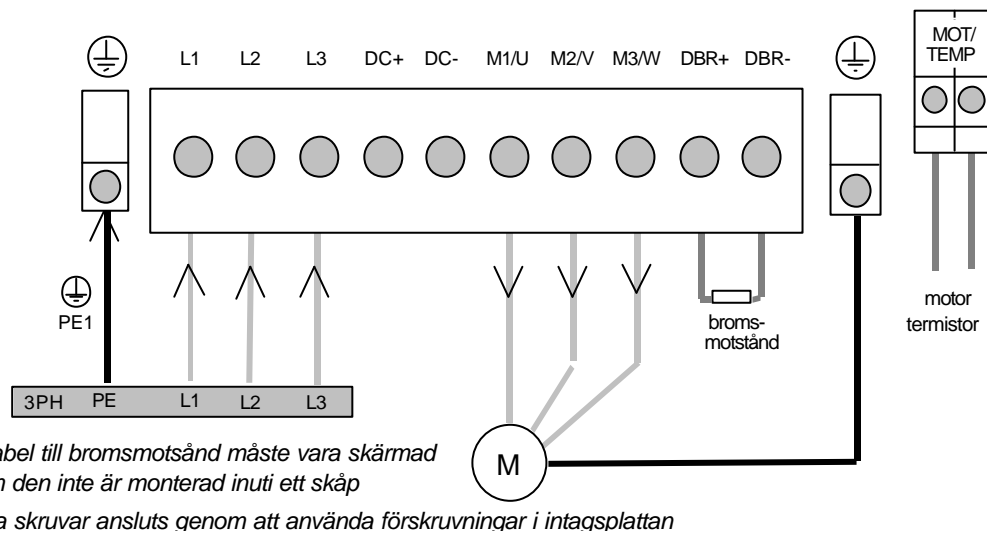 MOT/
TEMP
L1 L2 L3 DC+ DC- M1/U M2/V M3/W DBR+ DBR-
PE1
broms-
motstånd
motor
termistor
3PH PE L1 L2 L3
M
till bromsmotsånd måste vara skärmad
den inte är monterad inuti ett skåp
skruvar ansluts genom att använda förskruvningar i intagsplattan